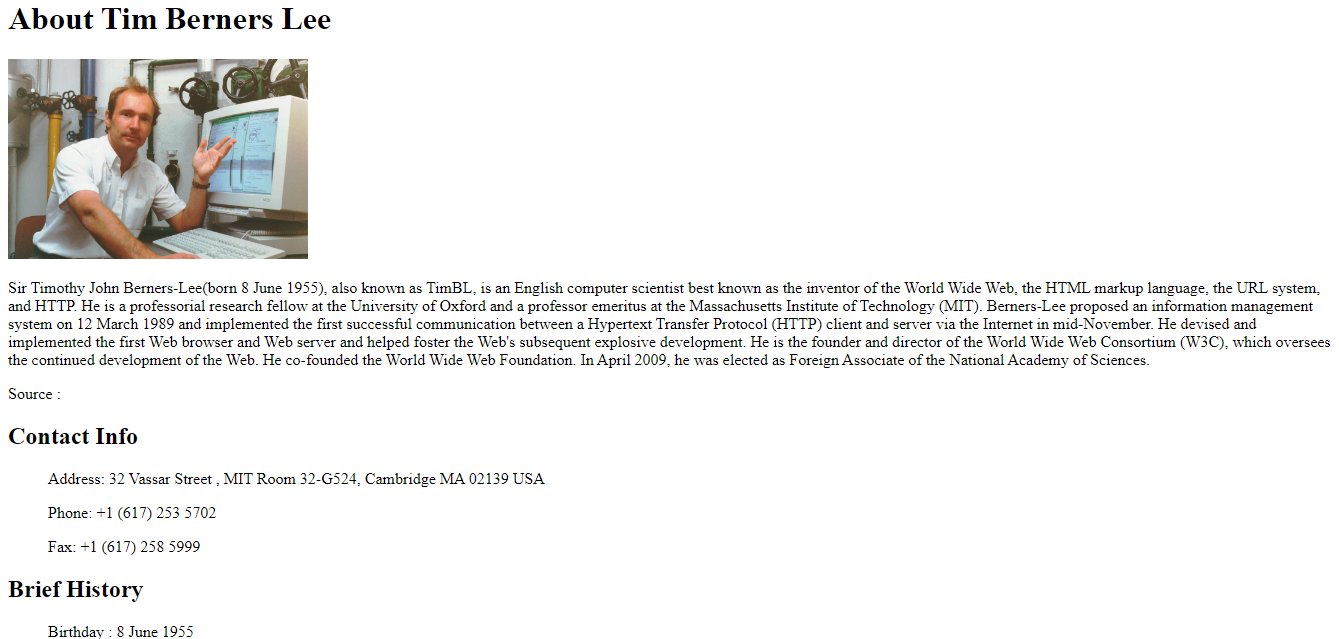 About Tim Berners Lee
Sir Timothy John Berners-Lee(born 8 June 1955), also known as TimBL, is an English computer scientist best known as the inventor of the World Wide Web, the HTML markup language, the URL system,
and HTTP. He is a professorial research fellow at the University of Oxford and a professor emeritus at the Massachusetts Institute of Technology (MIT). Berners-Lee proposed an information management
system on 12 March 1989 and implemented the first successful communication between a Hypertext Transfer Protocol (HTTP) client and server via the Internet in mid-November. He devised and
implemented the first Web browser and Web server and helped foster the Web's subsequent explosive development. He is the founder and director of the World Wide Web Consortium (W3C), which oversees
the continued development of the Web. He co-founded the World Wide Web Foundation. In April 2009, he was elected as Foreign Associate of the National Academy of Sciences.
Source :
Contact Info
Address: 32 Vassar Street , MIT Room 32-G524, Cambridge MA 02139 USA
Phone: +1 (617) 253 5702
Fax: +1 (617) 258 5999
Brief History
Birthday : 8 June 1955